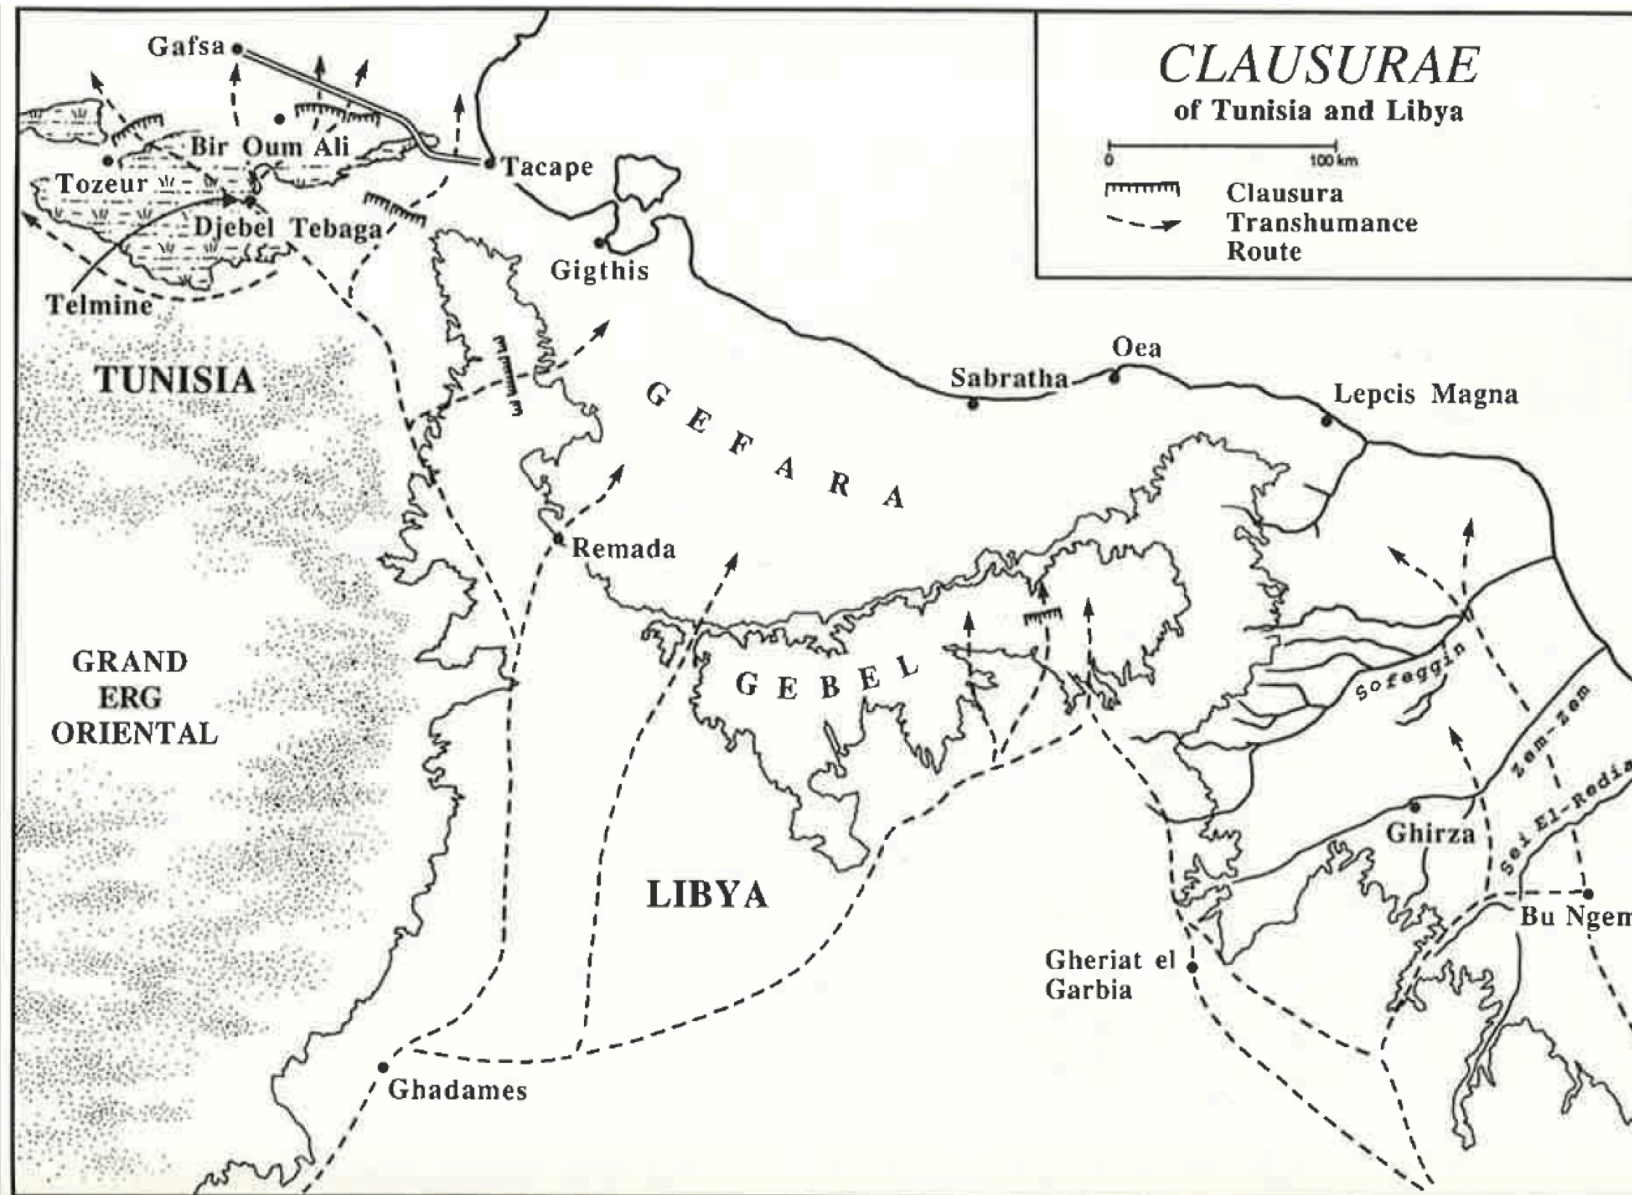 CLAUSURAE
of Tunisia and Libya
0 100 km
Clausura
Transhumance
Route
Gafsa
Bir Oum Ali
Tacape
Tozeur
Djebel Tebaga
Gigthis
Telmine
TUNISIA
Oea
Sabratha
Lepcis Magna
GEFARA
Remada
GRAND
ERG
ORIENTAL
GEBEL
Sofeggin
Zem-zem
Sei El-Redia
Ghirza
LIBYA
Bu Ngem
Gheriat el
Garbia
Ghadames